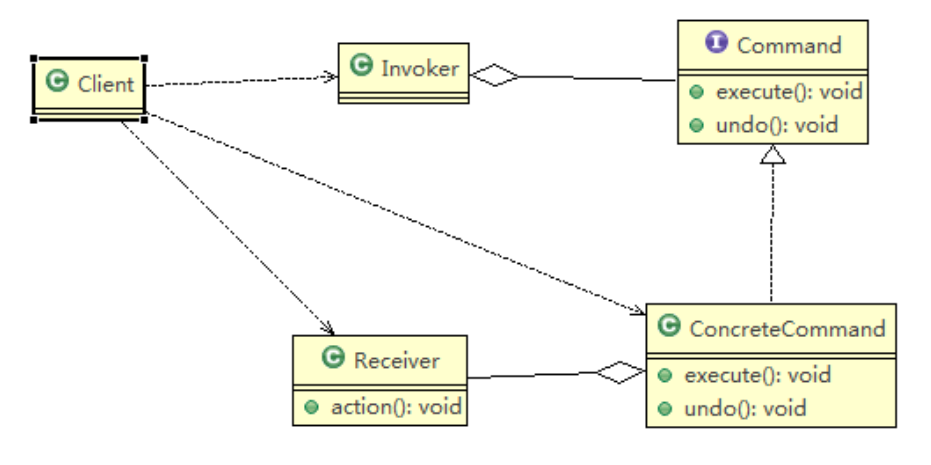 C Client
C Invoker
I Command
execute(): void
undo(): void
C Receiver
action(): void
C ConcreteCommand
execute(): void
undo(): void